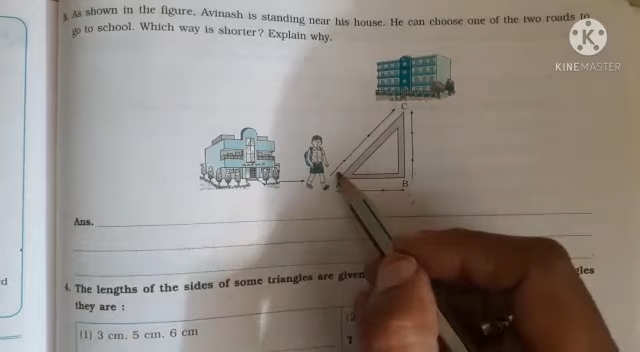 3. As shown in the figure, Avinash is standing near his house. He can choose one of the two roads to
go to school. Which way is shorter? Explain why.
K
KINEMASTER
C
B
Ans.
4. The lengths of the sides of some triangles are given
they are :
(1) 3 cm, 5 cm, 6 cm